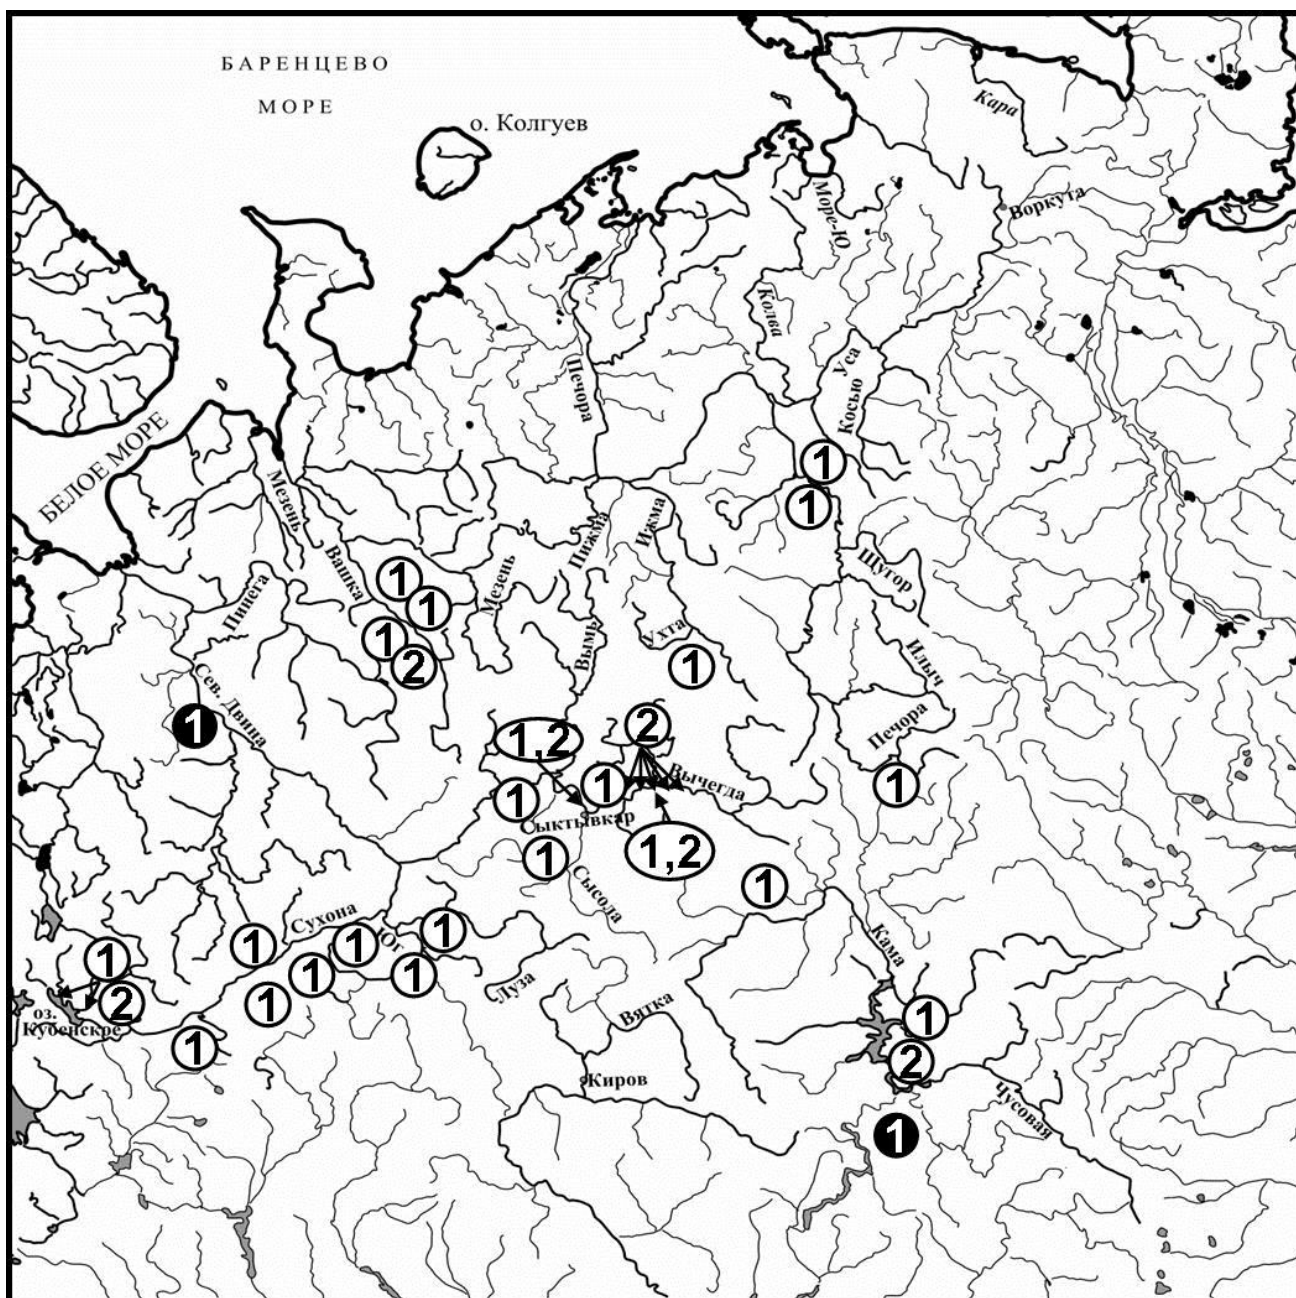 БАРЕНЦЕВО
МОРЕ
о. Колгуев
Кара
Море-Ю
Воркута
Колва
Уса
Косью
Печора
БЕЛОЕ МОРЕ
Мезень
1
1
Вашка
Пижма
Ижма
Щугор
Пинега
1
Мезень
1
1
2
Вымь
Ухта
1
Илыч
Сев. Двина
1
1,2
2
Печора
1
1
Вычегда
1
Сыктывкар
1
1,2
1
Сысола
Сухона
Юг
1
1
1
1
1
1
Луза
Кама
1
2
оз.
Кубенское
1
Вятка
1
2
Киров
Чусовая
1